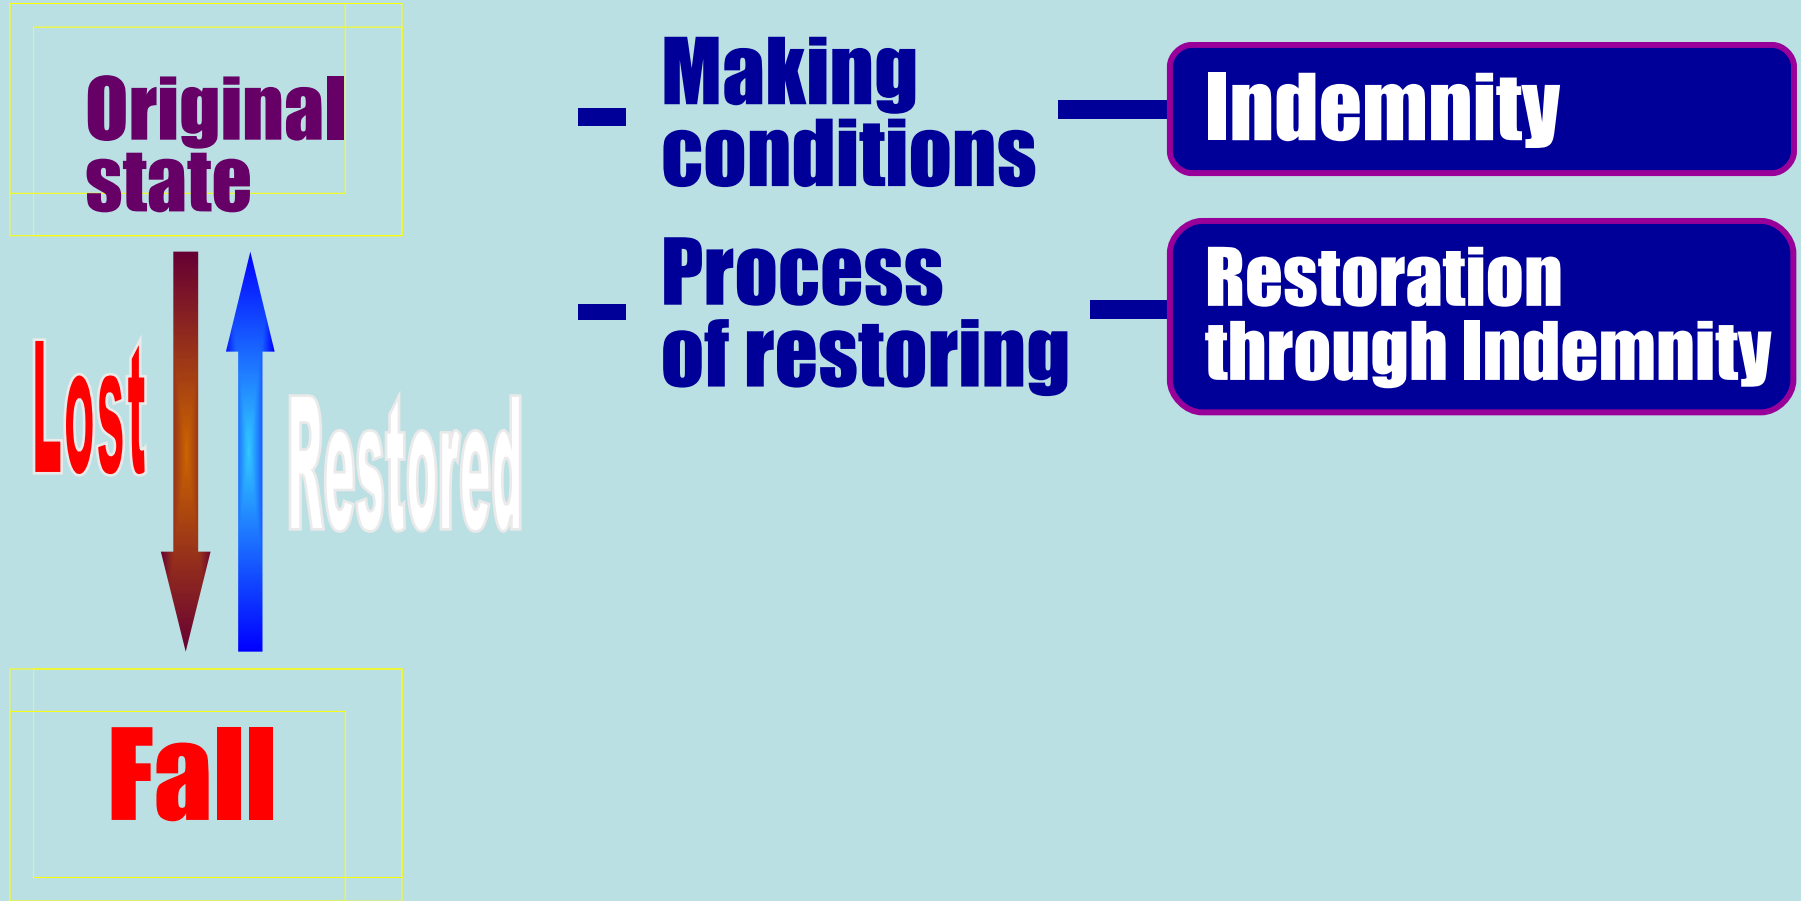 Original
state
Lost
Restored
Fall
Making
conditions
Indemnity
Process
of restoring
Restoration
through Indemnity